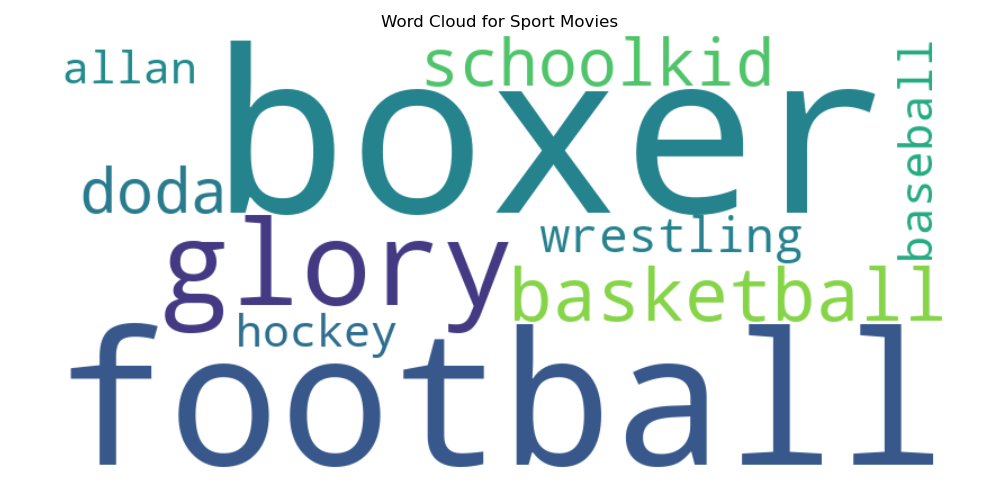 Word Cloud for Sport Movies
allan
boxer
schoolkid
baseball
doda
glory
wrestling
basketball
hockey
football